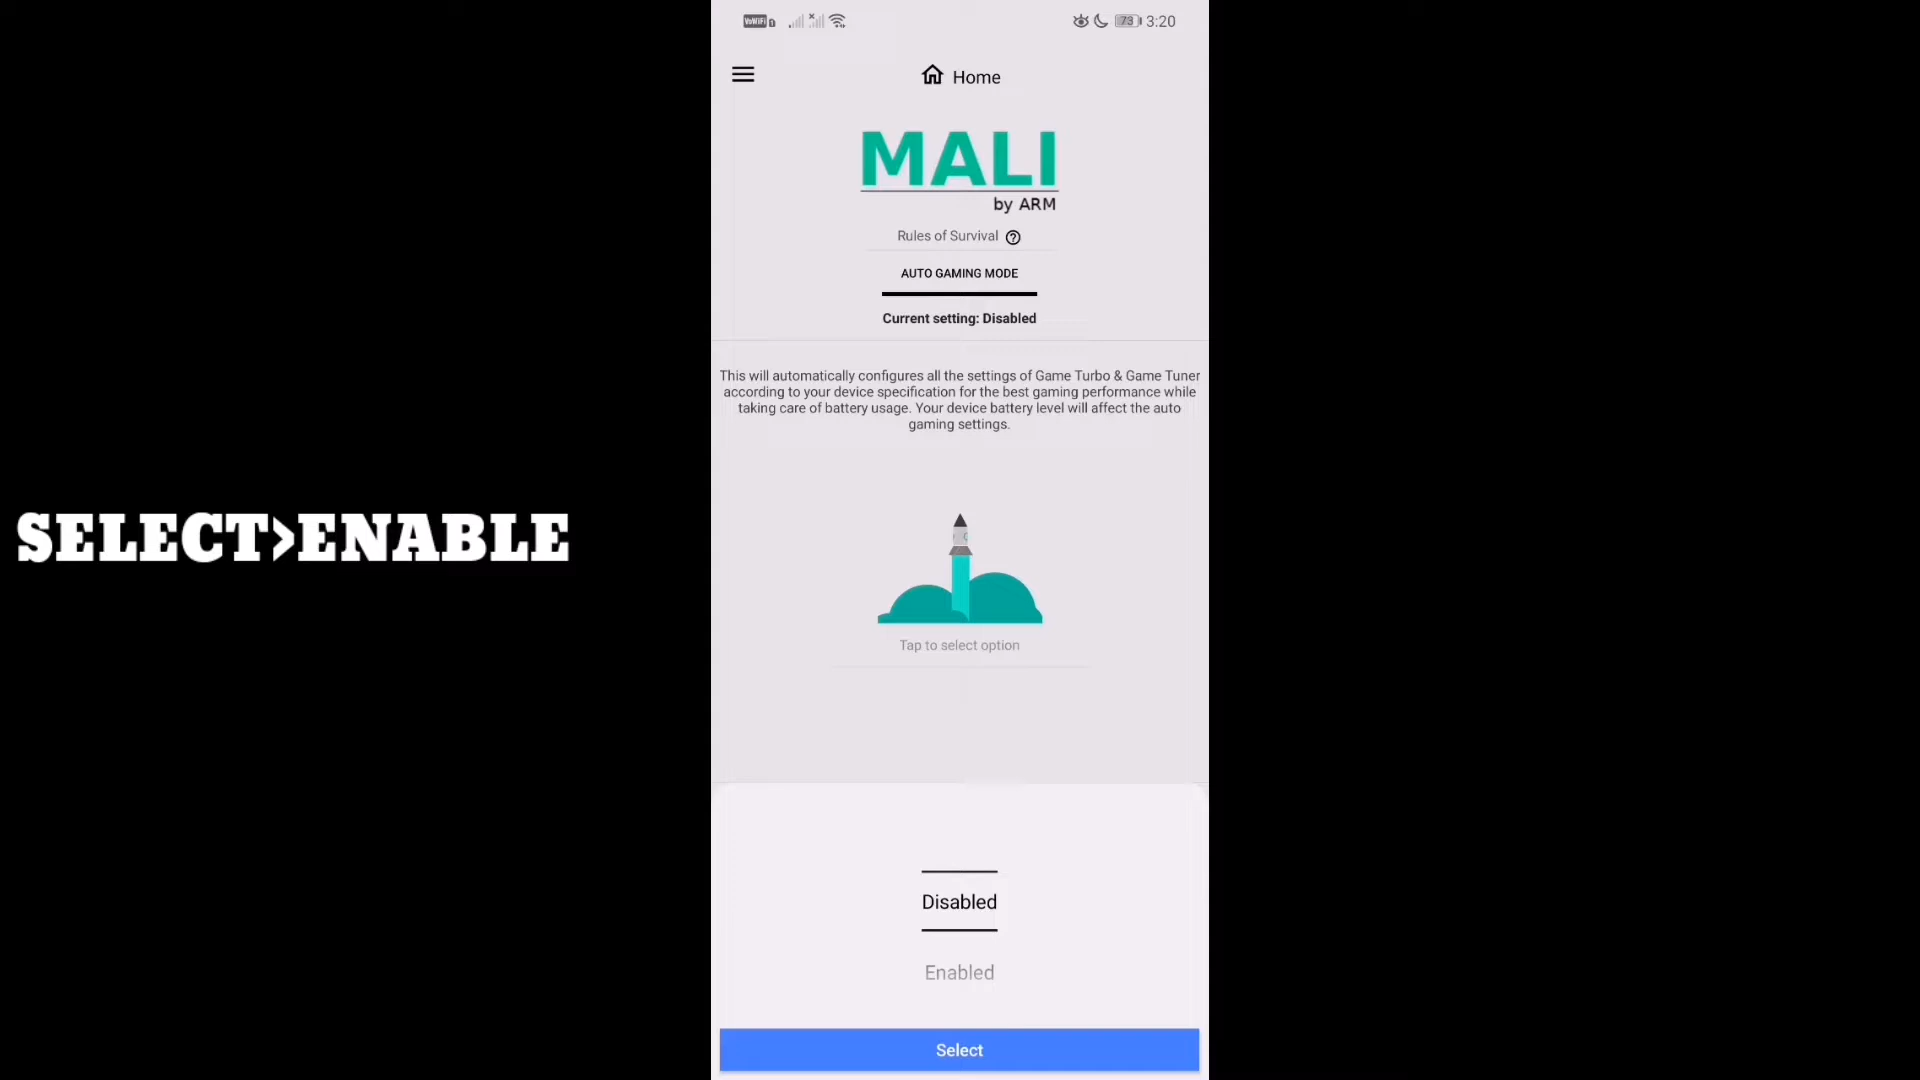 VoWiFi 73 3:20
Home
MALI
by ARM
Rules of Survival
AUTO GAMING MODE
Current setting: Disabled
This will automatically configures all the settings of Game Turbo & Game Tuner
according to your device specification for the best gaming performance while
taking care of battery usage. Your device battery level will affect the auto
gaming settings.
SELECT>ENABLE
Tap to select option
Disabled
Enabled
Select